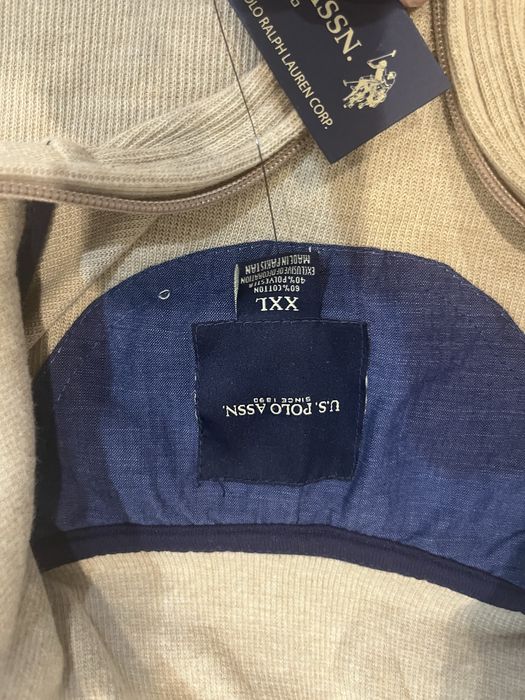 ASSN.
POLO RALPH LAUREN CORP.
U.S. POLO ASSN.
SINCE 1890
XXL
60% COTTON
40% POLYESTER
EXCLUSIVE OF DECORATION
MADE IN PAKISTAN